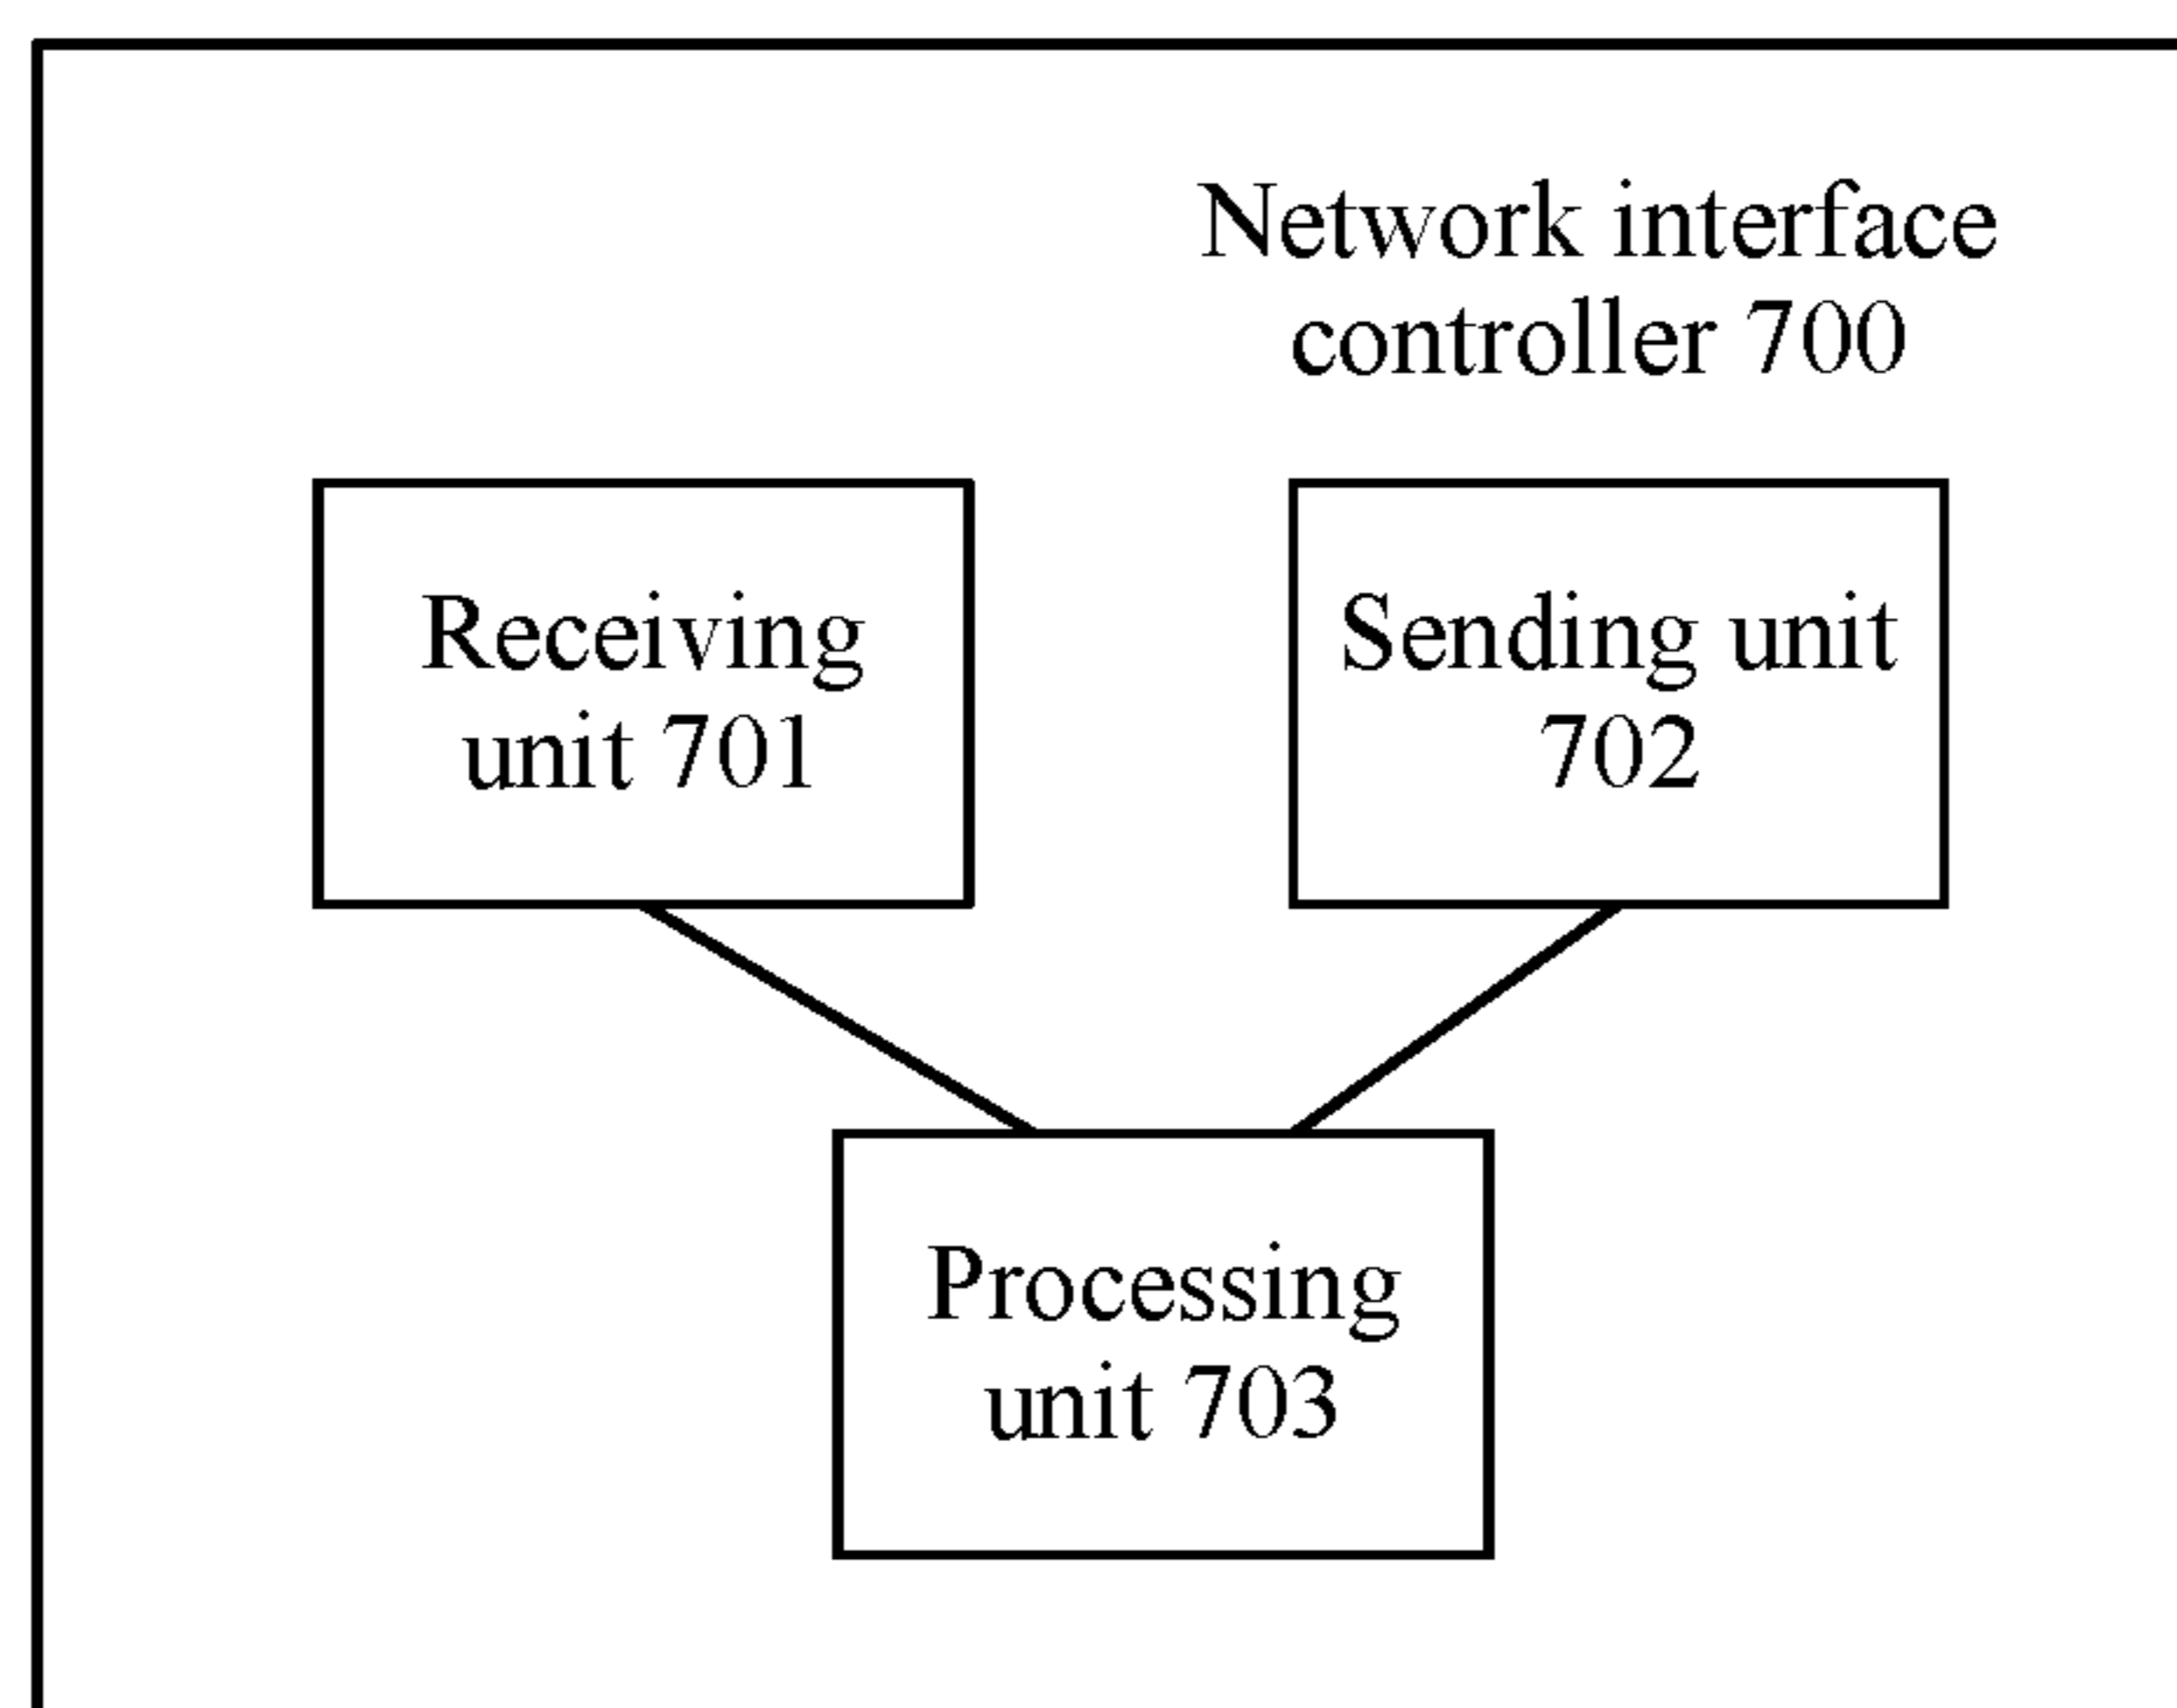 Network interface
controller 700
Receiving
unit 701
Sending unit
702
Processing
unit 703